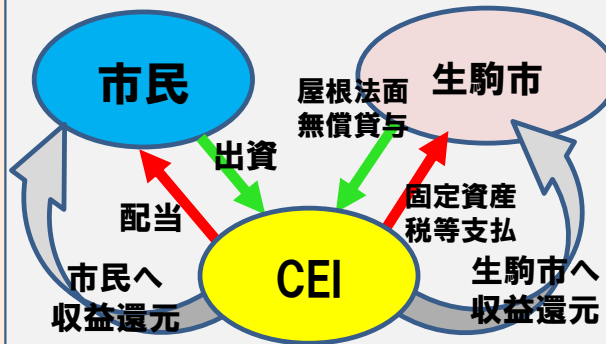 市民
生駒市
屋根法面
無償貸与
出資
配当
固定資産
税等支払
CEI
市民へ
収益還元
生駒市へ
収益還元